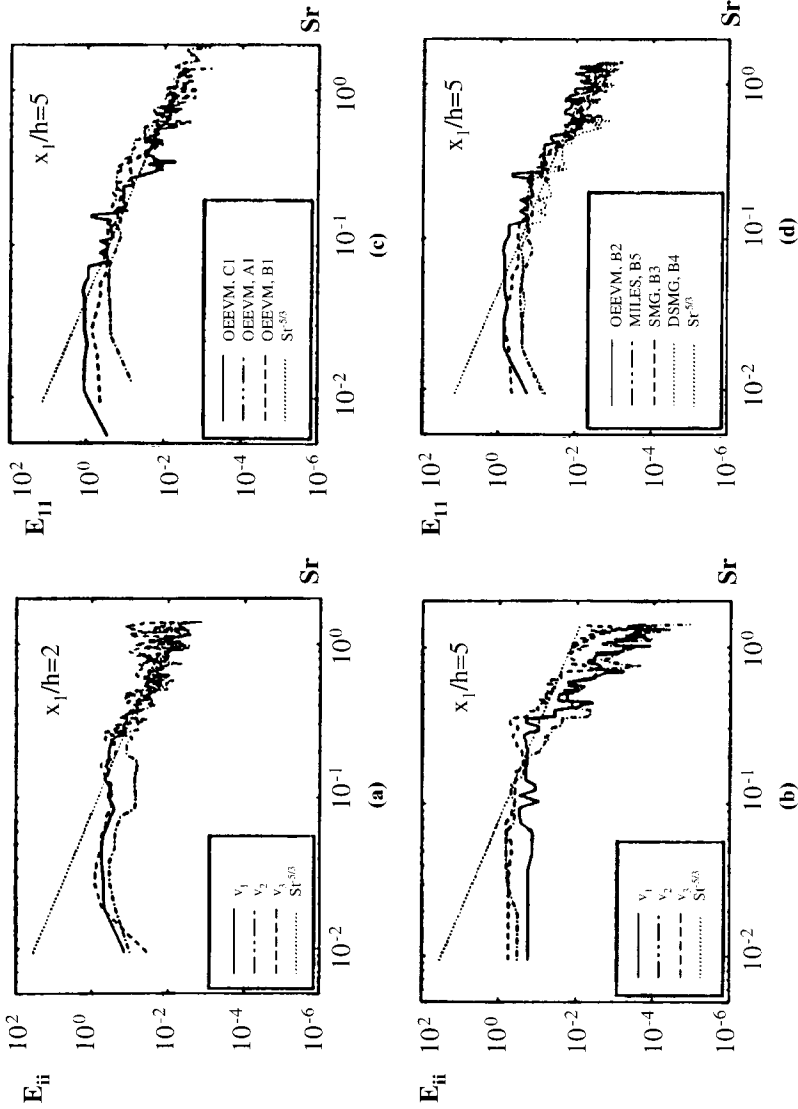 E_ii
10^2
10^0
10^-2
10^-4
10^-6
x_1/h=2
v_1
v_2
v_3
Sr^-5/3
10^-2
10^-1
10^0
Sr
(a)
E_11
10^2
10^0
10^-2
10^-4
10^-6
x_1/h=5
OEEVM, C1
OEEVM, A1
OEEVM, B1
Sr^-5/3
10^-2
10^-1
10^0
Sr
(c)
E_ii
10^2
10^0
10^-2
10^-4
10^-6
x_1/h=5
v_1
v_2
v_3
Sr^-5/3
10^-2
10^-1
10^0
Sr
(b)
E_11
10^2
10^0
10^-2
10^-4
10^-6
x_1/h=5
OEEVM, B2
MILES, B5
SMG, B3
DSMG, B4
Sr^-5/3
10^-2
10^-1
10^0
Sr
(d)